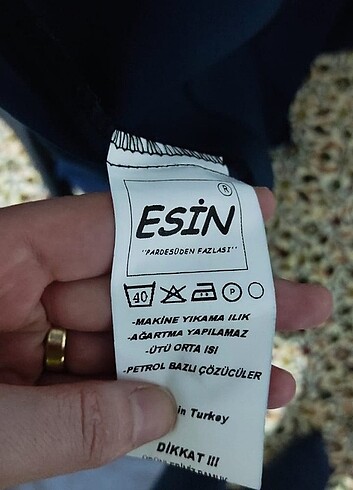 ®
ESİN
"PARDESÜDEN FAZLASI"
40 P
-MAKİNE YIKAMA ILIK
-AĞARTMA YAPILAMAZ
-ÜTÜ ORTA ISI
-PETROL BAZLI ÇÖZÜCÜLER
in Turkey
DİKKAT !!!